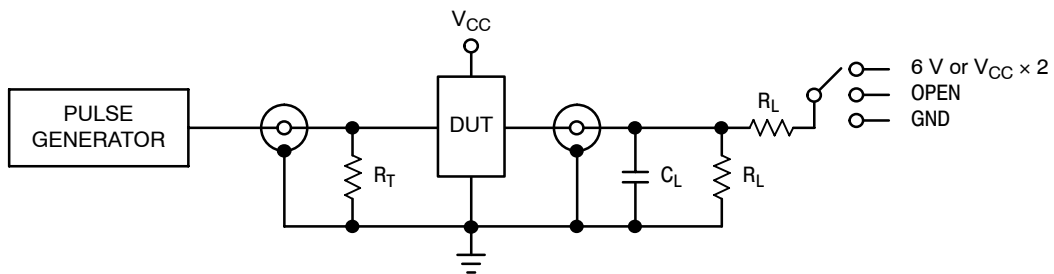 V_CC
6 V or V_CC × 2
OPEN
GND
PULSE
GENERATOR
DUT
R_L
R_T
C_L
R_L